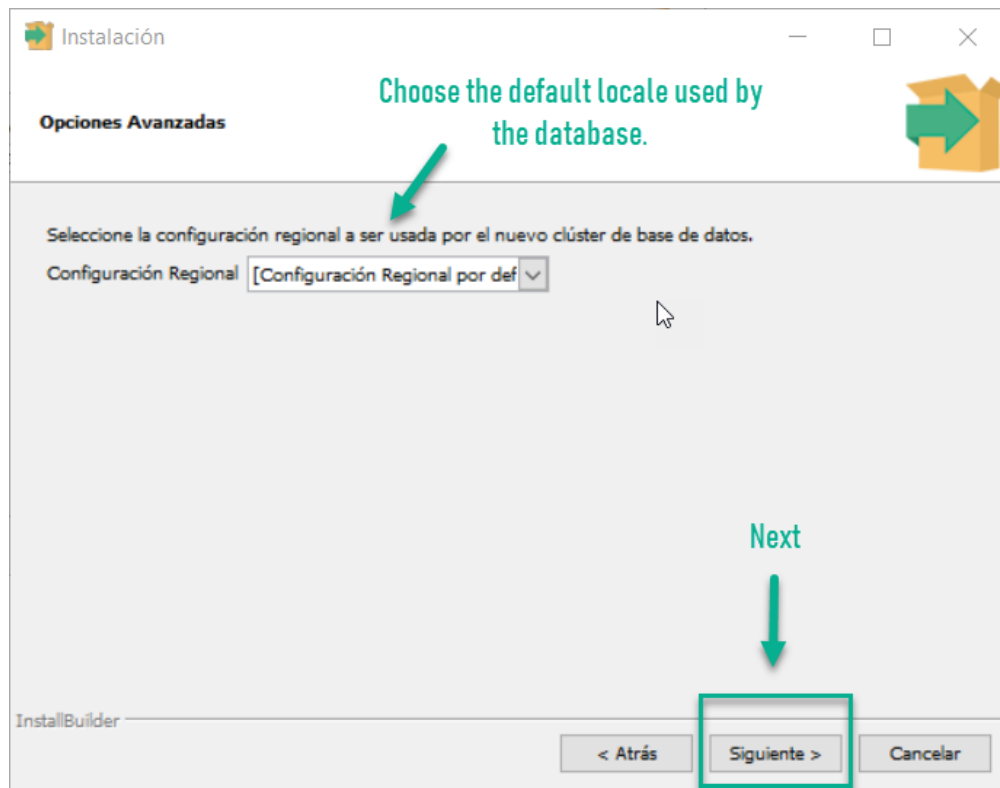 Instalación
Choose the default locale used by
the database.
Opciones Avanzadas
Seleccione la configuración regional a ser usada por el nuevo clúster de base de datos.
Configuración Regional [Configuración Regional por def
Next
InstallBuilder
< Atrás Siguiente > Cancelar